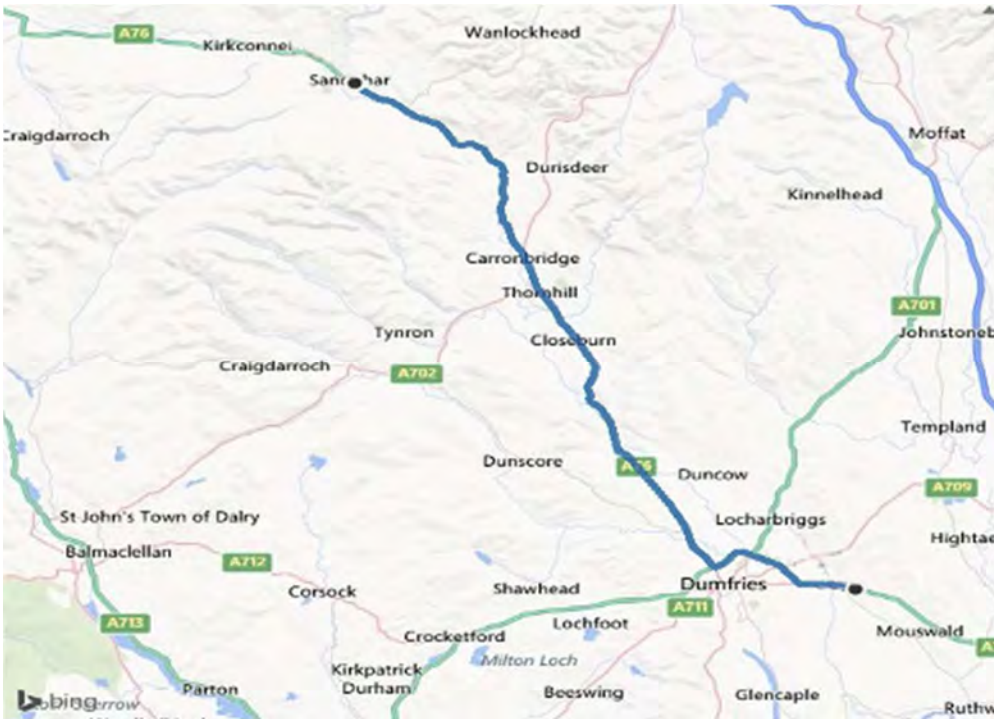 A76
Kirkconnel
Wanlockhead
Craigdarroch
Moffat
Durisdeer
Kinnelhead
Carronbridge
Thornhill
A701
Tynron
Closeburn
Johnstoneb
Craigdarroch
A702
Templand
Dunscore
A76
Duncow
A709
St John's Town of Dalry
Locharbriggs
Hightae
Balmaclellan
A712
Corsock
Shawhead
Dumfries
A711
A713
Lochfoot
Crocketford
Mouswald
Milton Loch
Kirkpatrick
Durham
Parton
Beeswing
Glencaple
bing
Ruthw